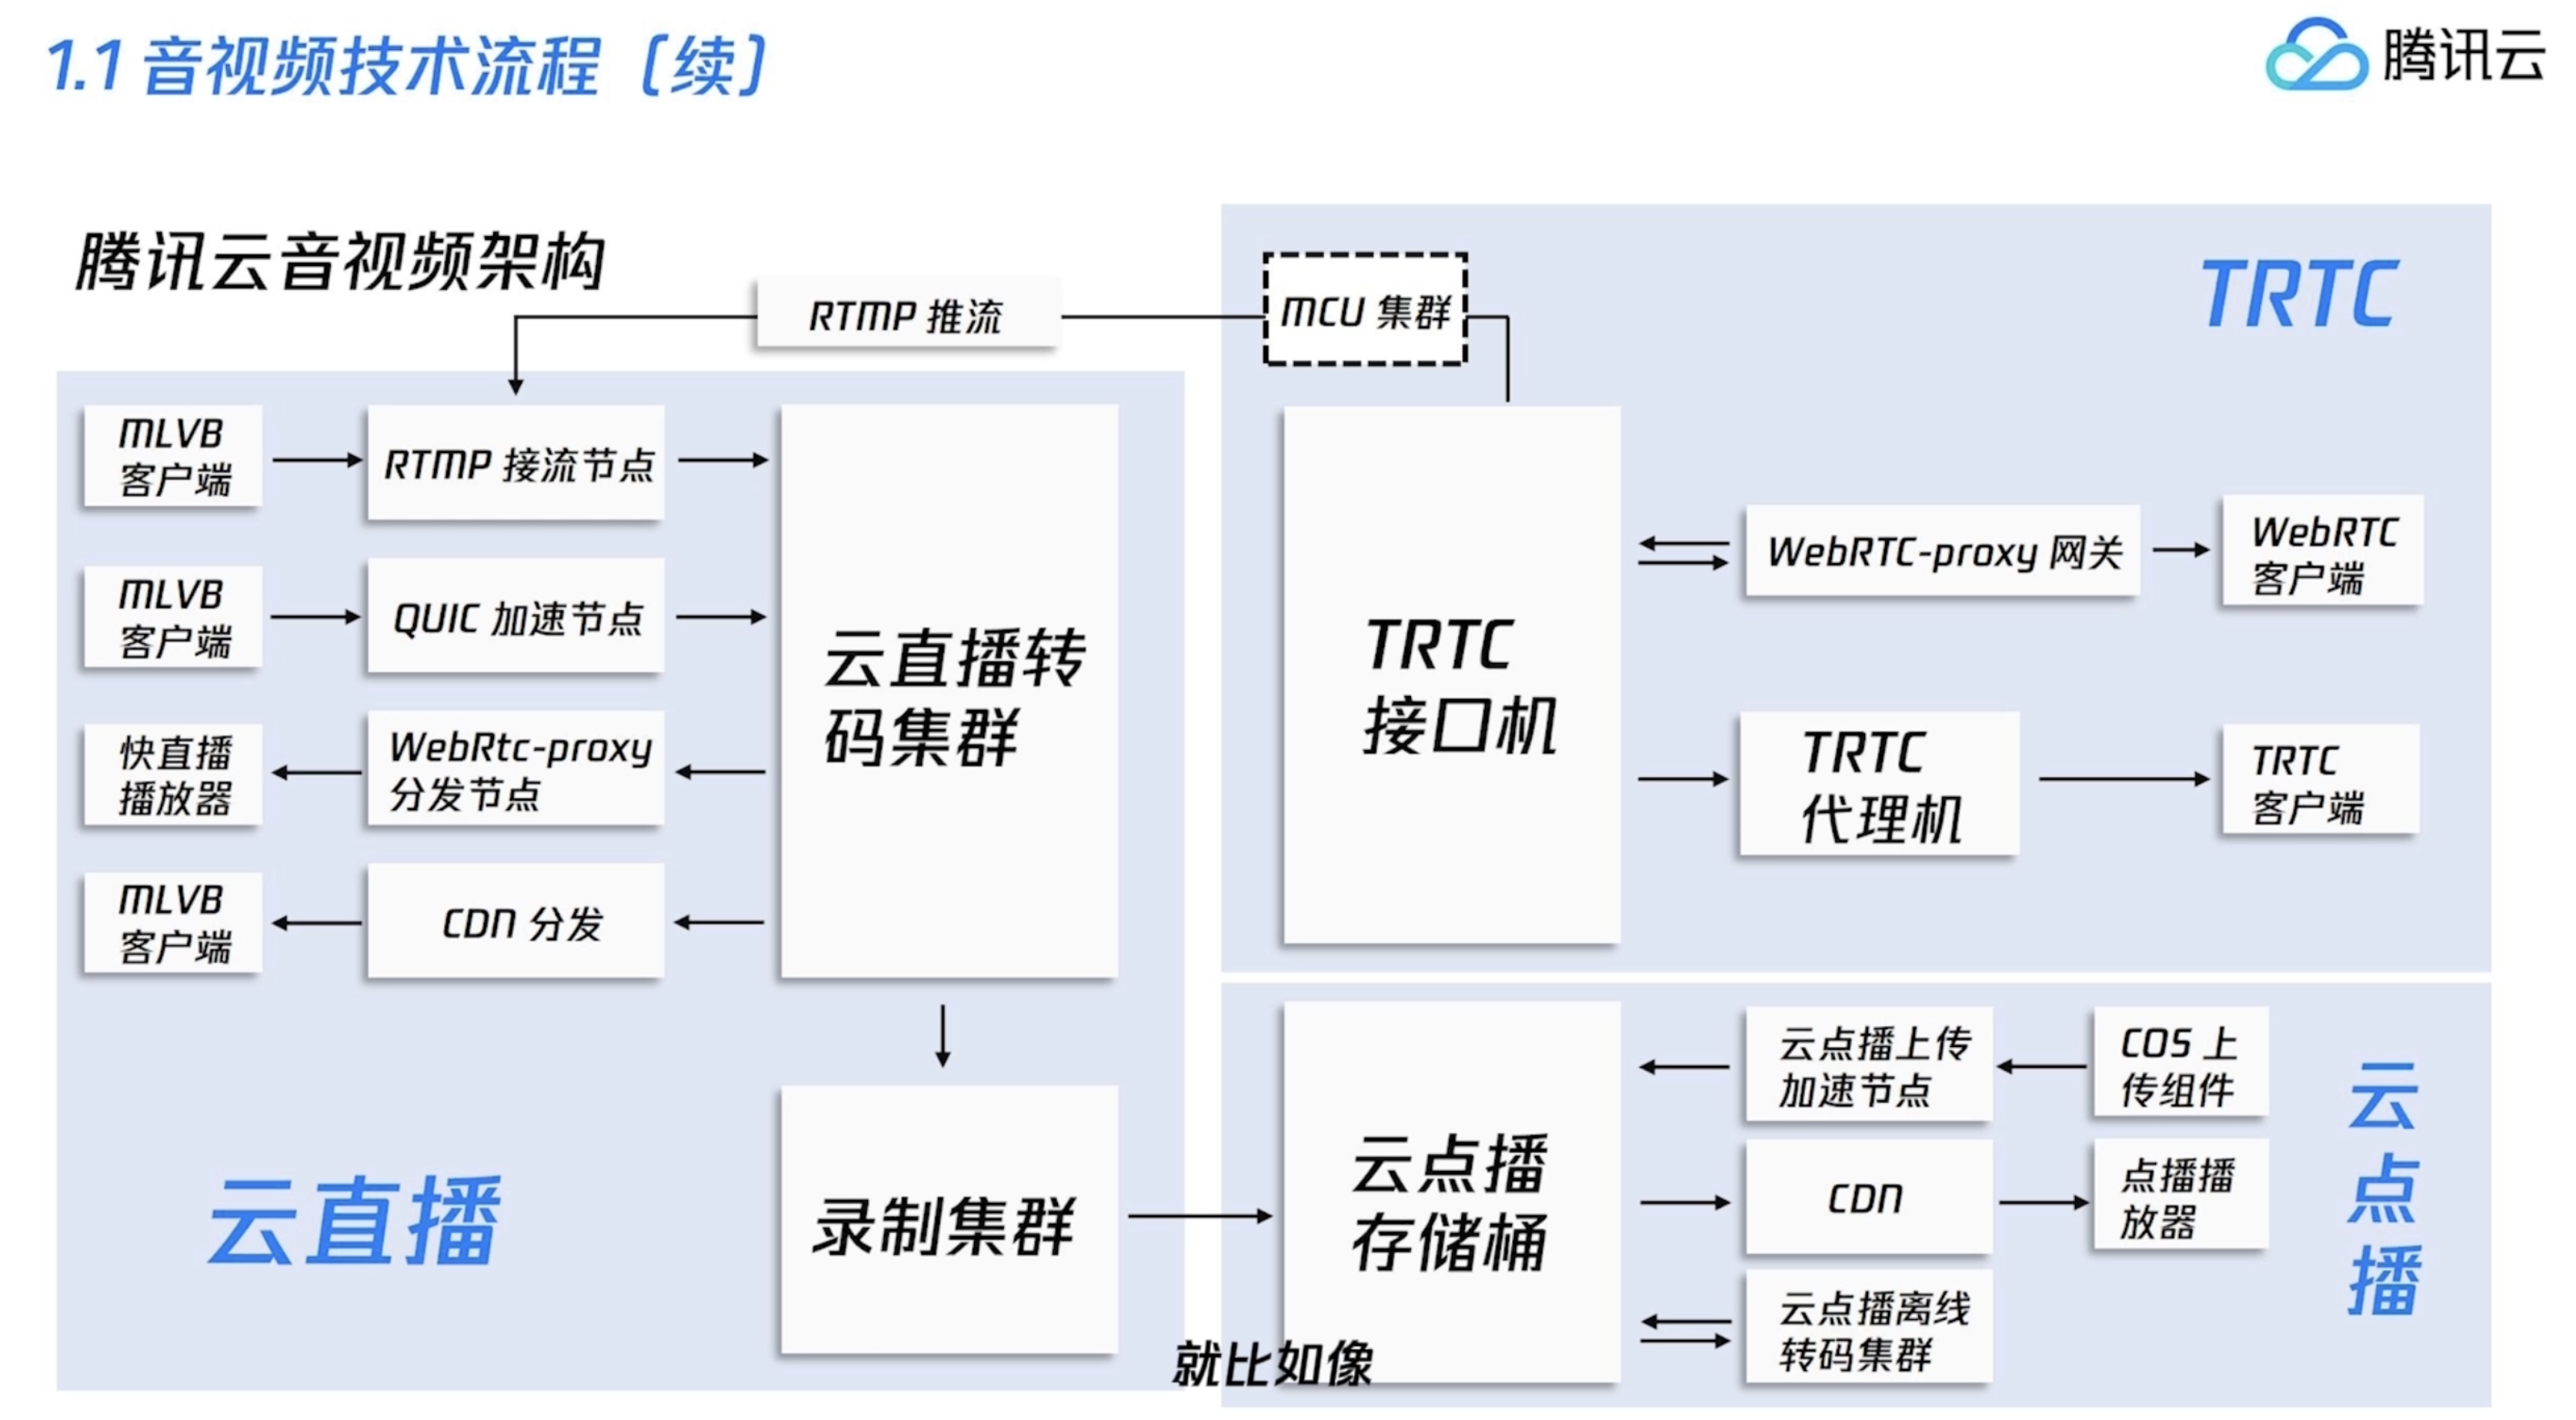 1.1 音视频技术流程（续）
腾讯云
腾讯云音视频架构
RTMP 推流
MCU 集群
TRTC
MLVB
客户端
RTMP 接流节点
MLVB
客户端
QUIC 加速节点
快直播
播放器
WebRtc-proxy
分发节点
MLVB
客户端
CDN 分发
云直播转
码集群
云直播
录制集群
TRTC
接口机
WebRTC-proxy 网关
WebRTC
客户端
TRTC
代理机
TRTC
客户端
云点播
存储桶
云点播上传
加速节点
COS 上
传组件
CDN
点播播
放器
云点播离线
转码集群
云
点
播
就比如像